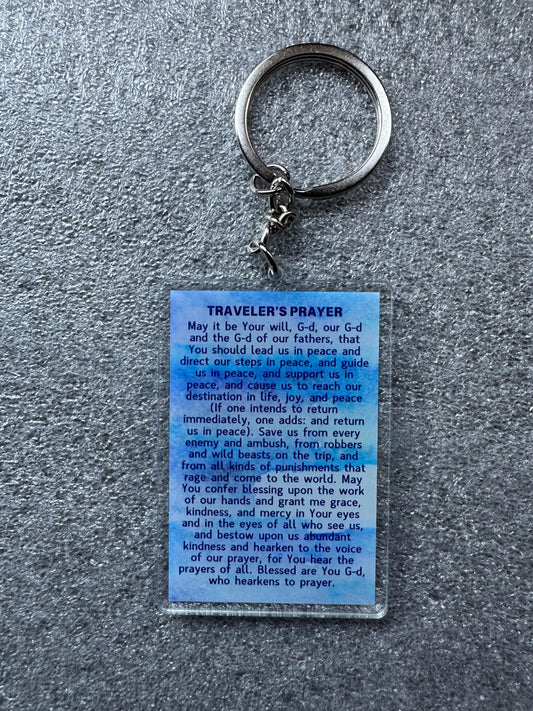 TRAVELER'S PRAYER
May it be Your will, G-d, our G-d
and the G-d of our fathers, that
You should lead us in peace and
direct our steps in peace, and guide
us in peace, and support us in
peace, and cause us to reach our
destination in life, joy, and peace
(If one intends to return
immediately, one adds: and return
us in peace). Save us from every
enemy and ambush, from robbers
and wild beasts on the trip, and
from all kinds of punishments that
rage and come to the world. May
You confer blessing upon the work
of our hands and grant me grace,
kindness, and mercy in Your eyes
and in the eyes of all who see us,
and bestow upon us abundant
kindness and hearken to the voice
of our prayer, for You hear the
prayers of all. Blessed are You G-d,
who hearkens to prayer.